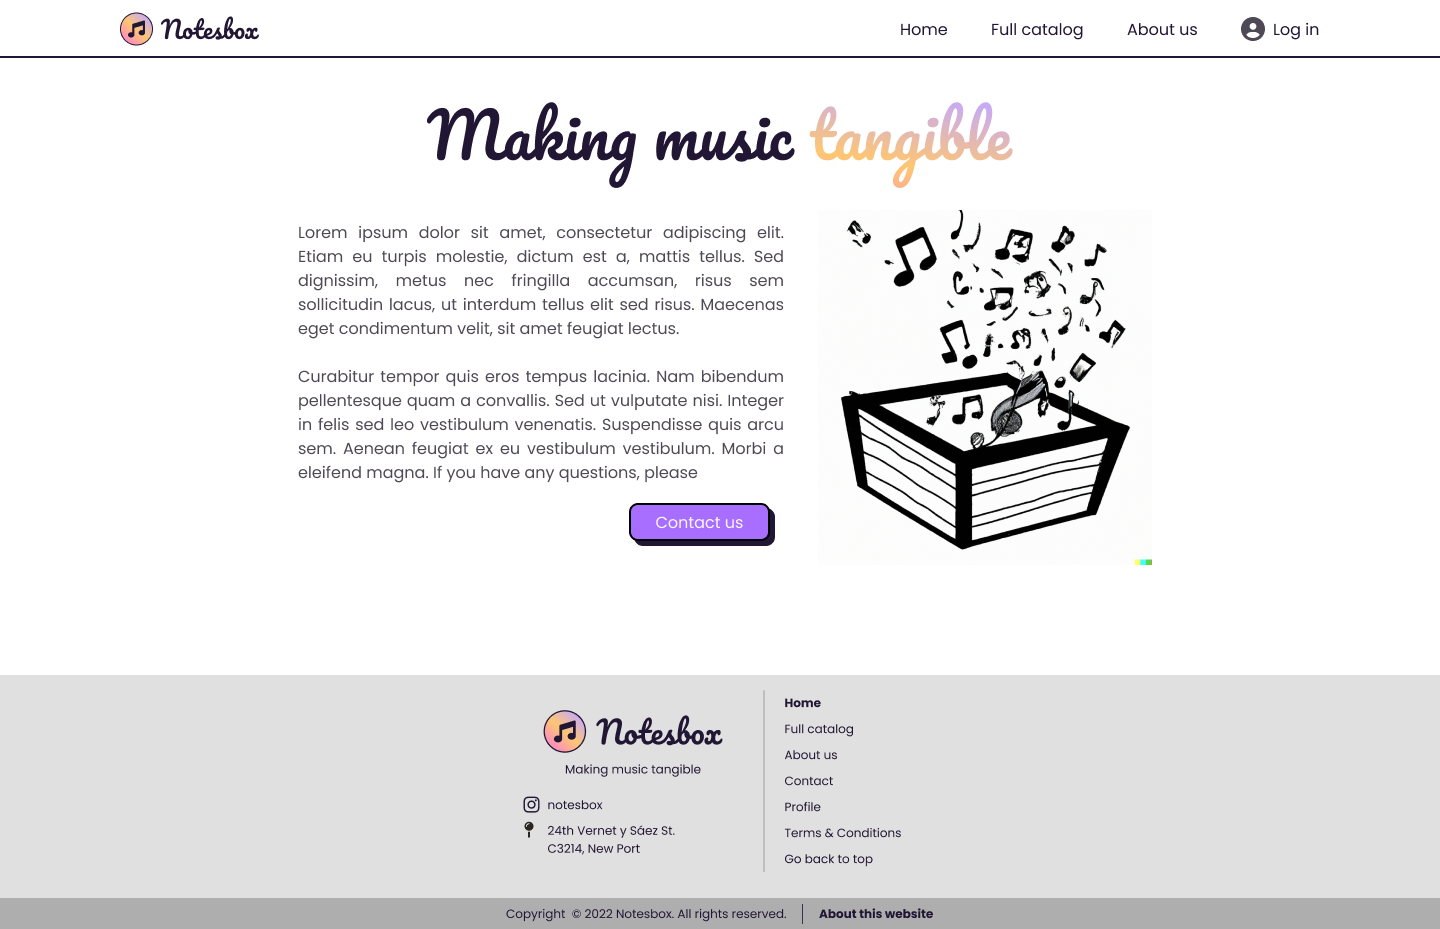 Notesbox
Home
Full catalog
About us
Log in
Making music tangible
Lorem ipsum dolor sit amet, consectetur adipiscing elit.
Etiam eu turpis molestie, dictum est a, mattis tellus. Sed
dignissim, metus nec fringilla accumsan, risus sem
sollicitudin lacus, ut interdum tellus elit sed risus. Maecenas
eget condimentum velit, sit amet feugiat lectus.
Curabitur tempor quis eros tempus lacinia. Nam bibendum
pellentesque quam a convallis. Sed ut vulputate nisi. Integer
in felis sed leo vestibulum venenatis. Suspendisse quis arcu
sem. Aenean feugiat ex eu vestibulum vestibulum. Morbi a
eleifend magna. If you have any questions, please
Contact us
Notesbox
Making music tangible
notesbox
24th Vernet y Sáez St.
C3214, New Port
Home
Full catalog
About us
Contact
Profile
Terms & Conditions
Go back to top
Copyright © 2022 Notesbox. All rights reserved.
About this website